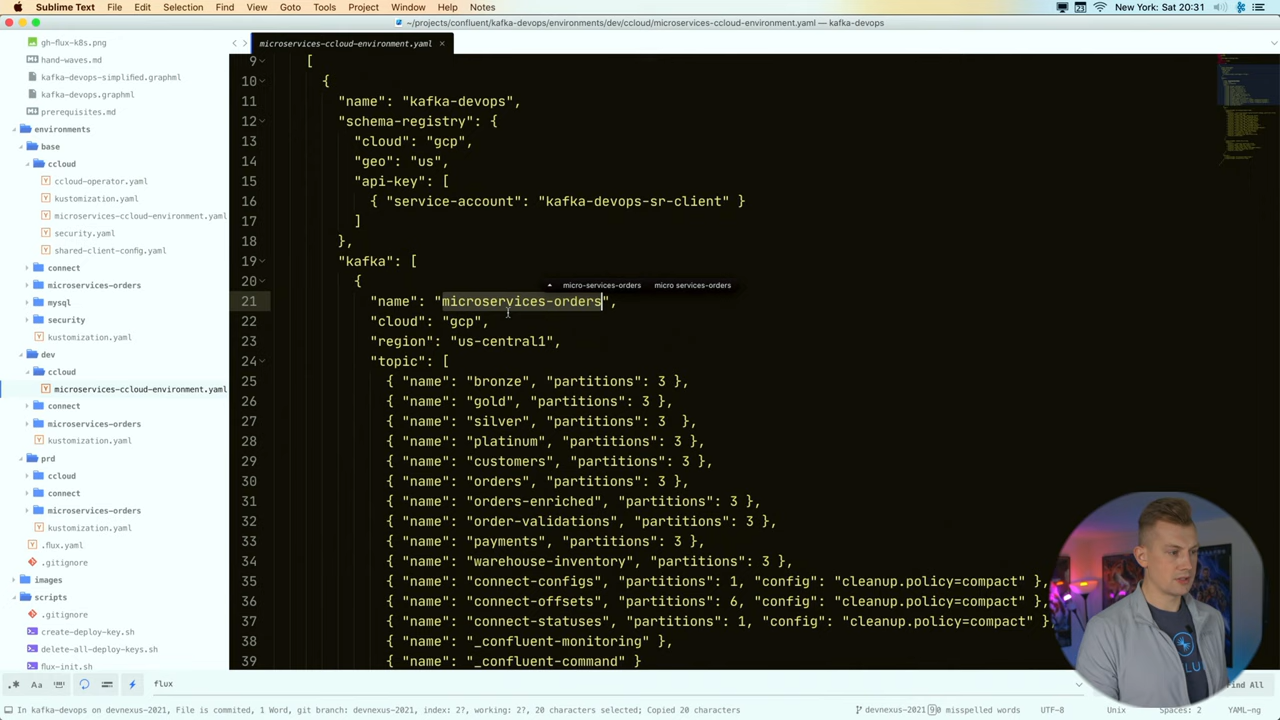 Sublime Text File Edit Selection Find View Goto Tools Project Window Help Notes
New York: Sat 20:31
~/projects/confluent/kafka-devops/environments/dev/ccloud/microservices-ccloud-environment.yaml — kafka-devops
gh-flux-k8s.png
hand-waves.md
kafka-devops-simplified.graphml
kafka-devops.graphml
prerequisites.md
environments
base
ccloud
ccloud-operator.yaml
kustomization.yaml
microservices-ccloud-environment.yaml
security.yaml
shared-client-config.yaml
connect
microservices-orders
mysql
security
kustomization.yaml
dev
ccloud
microservices-ccloud-environment.yaml
connect
microservices-orders
kustomization.yaml
prd
ccloud
connect
microservices-orders
kustomization.yaml
.flux.yaml
.gitignore
images
scripts
.gitignore
create-deploy-key.sh
delete-all-deploy-keys.sh
flux-init.sh
microservices-ccloud-environment.yaml ×
9 [
10 {
11 "name": "kafka-devops",
12 "schema-registry": {
13 "cloud": "gcp",
14 "geo": "us",
15 "api-key": [
16 { "service-account": "kafka-devops-sr-client" }
17 ]
18 },
19 "kafka": [
20 {
micro-services-orders micro services-orders
21 "name": "microservices-orders",
22 "cloud": "gcp",
23 "region": "us-central1",
24 "topic": [
25 { "name": "bronze", "partitions": 3 },
26 { "name": "gold", "partitions": 3 },
27 { "name": "silver", "partitions": 3  },
28 { "name": "platinum", "partitions": 3 },
29 { "name": "customers", "partitions": 3 },
30 { "name": "orders", "partitions": 3 },
31 { "name": "orders-enriched", "partitions": 3 },
32 { "name": "order-validations", "partitions": 3 },
33 { "name": "payments", "partitions": 3 },
34 { "name": "warehouse-inventory", "partitions": 3 },
35 { "name": "connect-configs", "partitions": 1, "config": "cleanup.policy=compact" },
36 { "name": "connect-offsets", "partitions": 6, "config": "cleanup.policy=compact" },
37 { "name": "connect-statuses", "partitions": 1, "config": "cleanup.policy=compact" },
38 { "name": "_confluent-monitoring" },
39 { "name": "_confluent-command" }
.* Aa flux Find All
In kafka-devops on devnexus-2021, File is commited, 1 Word, git branch: devnexus-2021, index: 2?, working: 2?, 20 characters selected; Copied 20 characters
devnexus-2021 misspelled words UTF-8 Unix Spaces: 2 YAML-ng